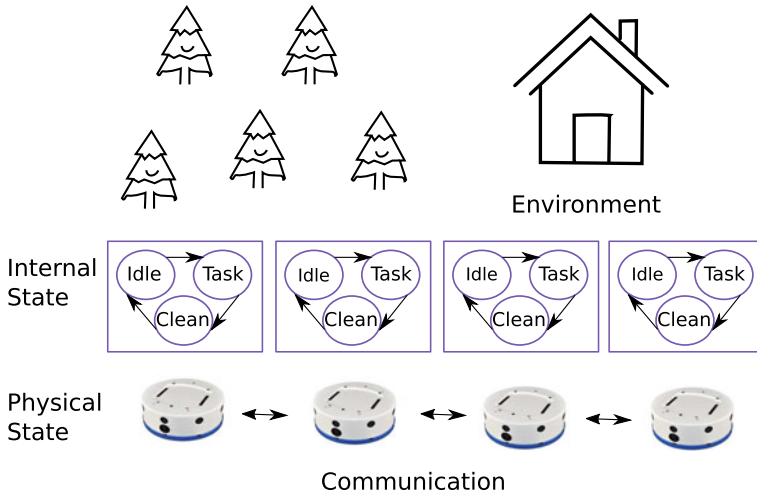 Environment
Internal
State
Idle Task
Clean
Idle Task
Clean
Idle Task
Clean
Idle Task
Clean
Physical
State
Communication